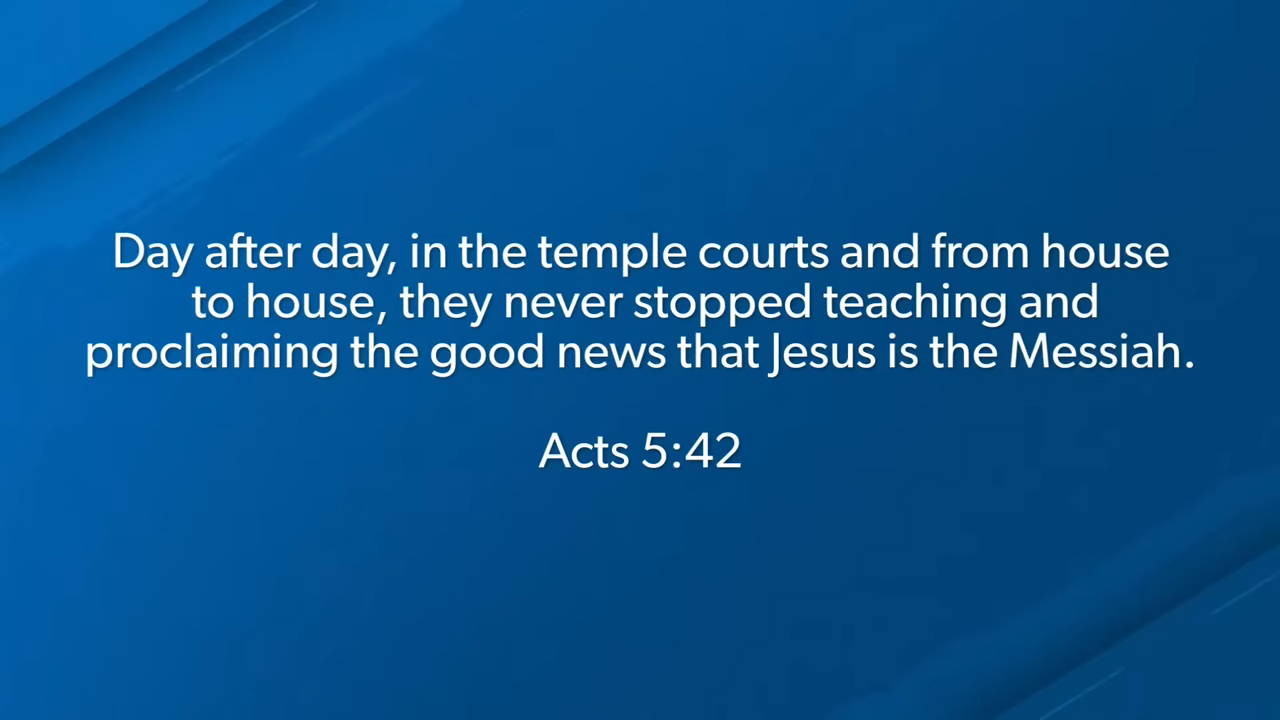 Day after day, in the temple courts and from house
to house, they never stopped teaching and
proclaiming the good news that Jesus is the Messiah.
Acts 5:42